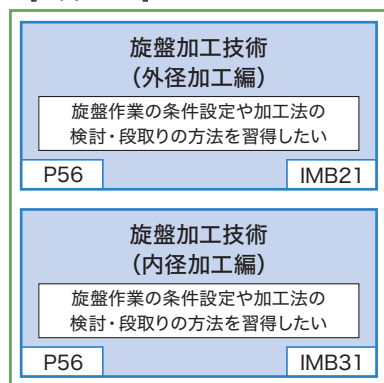 旋盤加工技術
（外径加工編）
旋盤作業の条件設定や加工法の
検討・段取りの方法を習得したい
P56
IMB21
旋盤加工技術
（内径加工編）
旋盤作業の条件設定や加工法の
検討・段取りの方法を習得したい
P56
IMB31